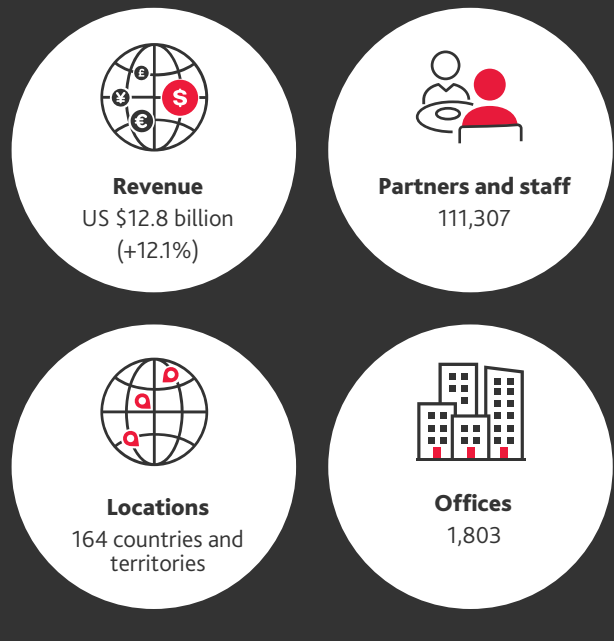 £
¥
$
€
Revenue
US $12.8 billion
(+12.1%)
Partners and staff
111,307
Locations
164 countries and
territories
Offices
1,803